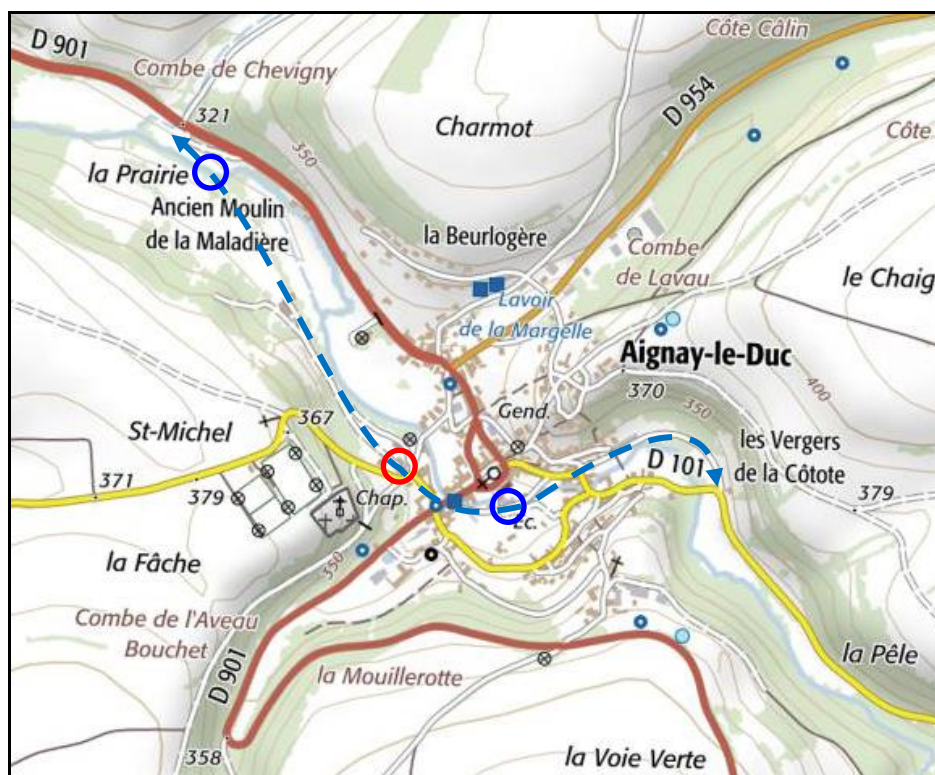 D 901
Côte Câlin
Combe de Chevigny
D 954
321
Charmot
Côte
350
la Prairie
Ancien Moulin
de la Maladière
la Beurlogère
Combe
de Lavau
le Chaig
Lavoir
de la Margelle
Aignay-le-Duc
370
400
350
Gend.
367
St-Michel
les Vergers
de la Côtote
D 101
371
379
Chap.
379
Ec.
la Fâche
350
Combe de l'Aveau
Bouchet
la Mouillerotte
la Pêle
D 901
358
la Voie Verte